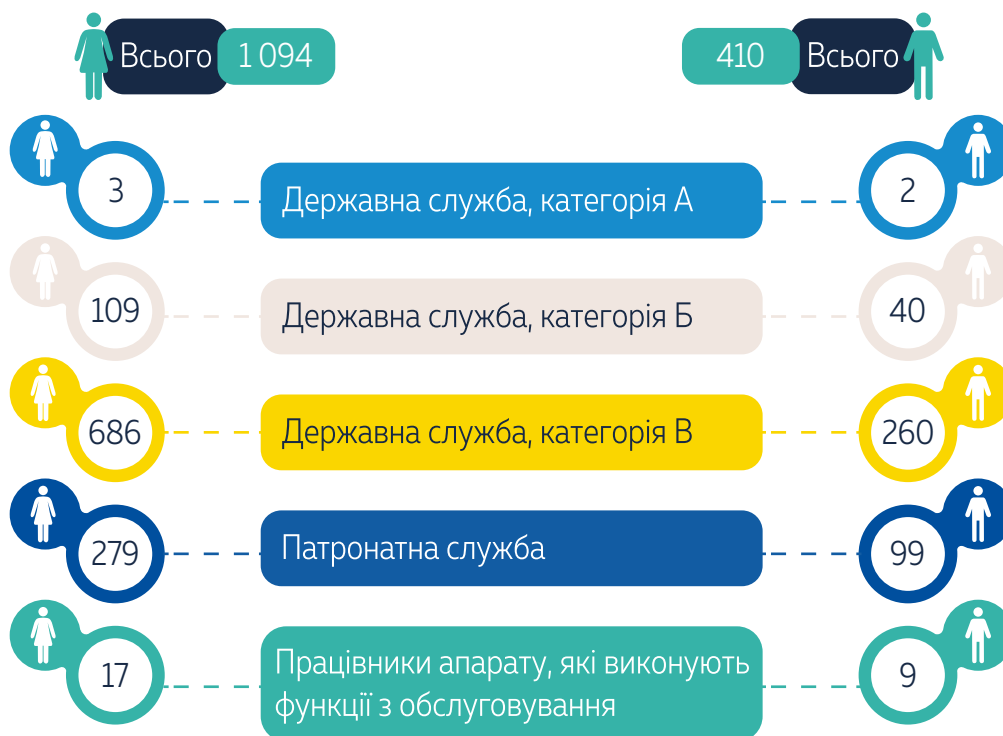 Всього 1 094
410 Всього
3 Державна служба, категорія А 2
109 Державна служба, категорія Б 40
686 Державна служба, категорія В 260
279 Патронатна служба 99
17 Працівники апарату, які виконують 9
функції з обслуговування